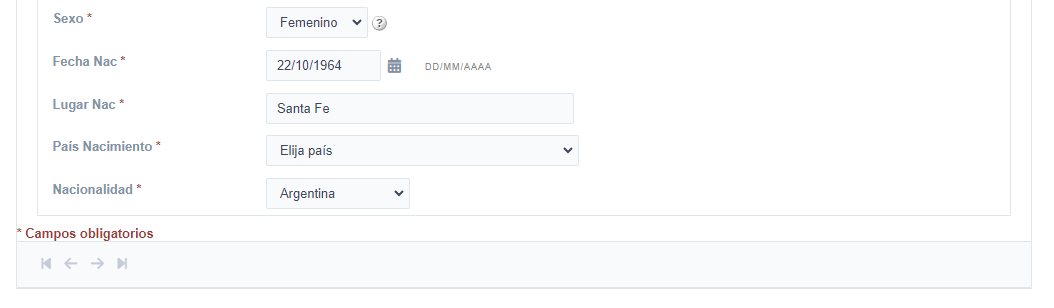 Sexo * Femenino ?
Fecha Nac * 22/10/1964 DD/MM/AAAA
Lugar Nac * Santa Fe
País Nacimiento * Elija país
Nacionalidad * Argentina
* Campos obligatorios